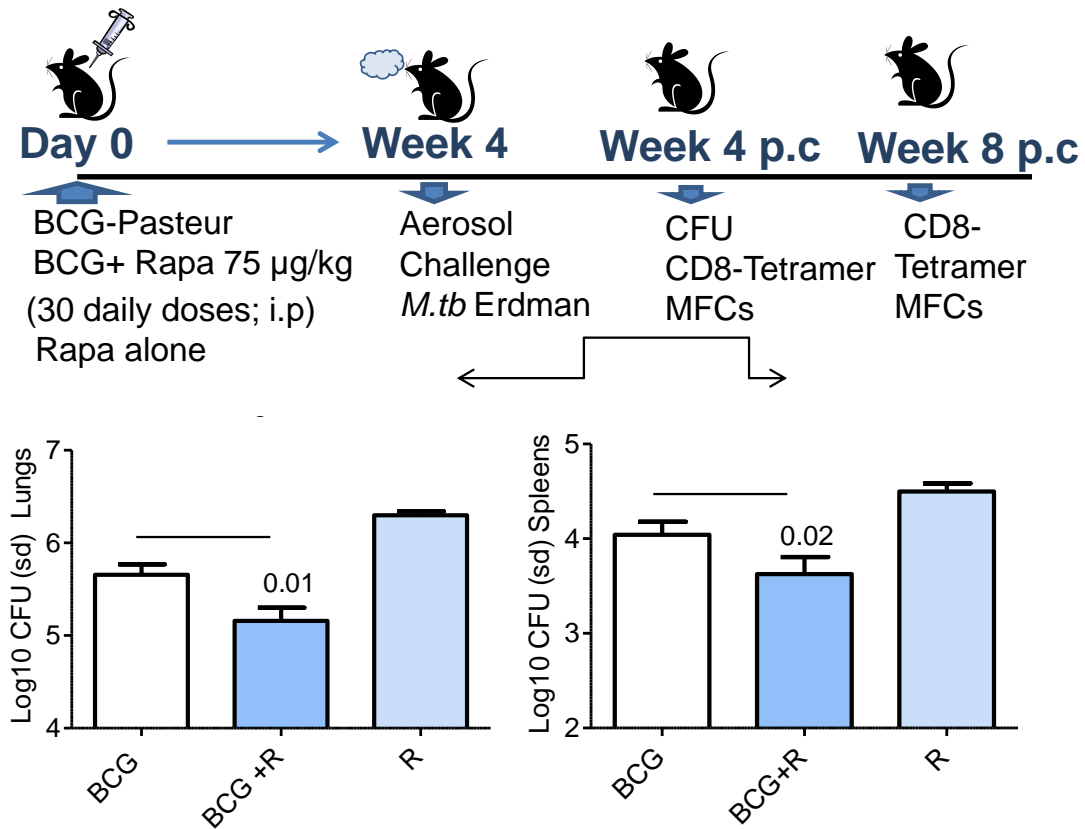 Day 0
Week 4
Week 4 p.c
Week 8 p.c
BCG-Pasteur
BCG+ Rapa 75 µg/kg
(30 daily doses; i.p)
Rapa alone
Aerosol
Challenge
M.tb Erdman
CFU
CD8-Tetramer
MFCs
CD8-
Tetramer
MFCs
Log10 CFU (sd) Lungs
7
6
5
4
0.01
BCG
BCG +R
R
Log10 CFU (sd) Spleens
5
4
3
2
0.02
BCG
BCG+R
R